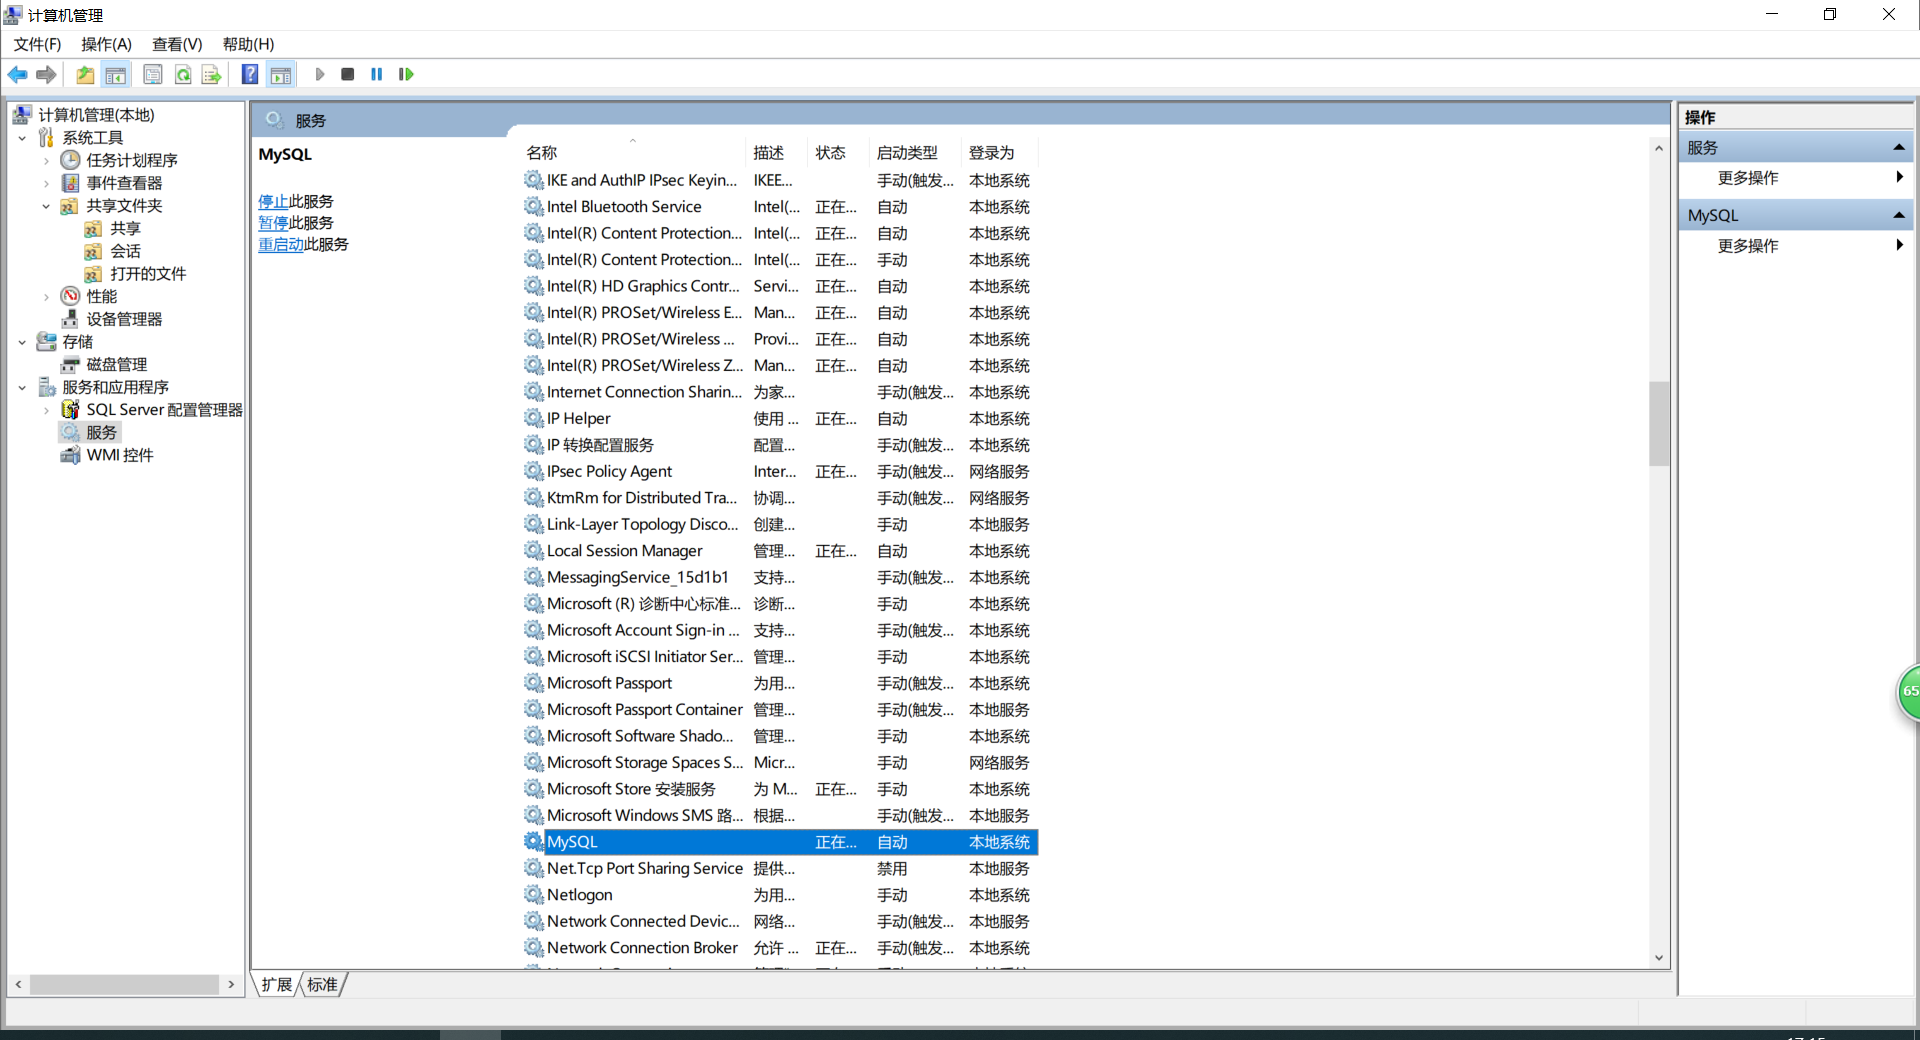 计算机管理
文件(F) 操作(A) 查看(V) 帮助(H)
计算机管理(本地)
系统工具
任务计划程序
事件查看器
共享文件夹
共享
会话
打开的文件
性能
设备管理器
存储
磁盘管理
服务和应用程序
SQL Server 配置管理器
服务
WMI 控件
服务
MySQL
停止此服务
暂停此服务
重启动此服务
名称 描述 状态 启动类型 登录为
IKE and AuthIP IPsec Keyin... IKEE... 手动(触发... 本地系统
Intel Bluetooth Service Intel(... 正在... 自动 本地系统
Intel(R) Content Protection... Intel(... 正在... 自动 本地系统
Intel(R) Content Protection... Intel(... 正在... 手动 本地系统
Intel(R) HD Graphics Contr... Servi... 正在... 自动 本地系统
Intel(R) PROSet/Wireless E... Man... 正在... 自动 本地系统
Intel(R) PROSet/Wireless ... Provi... 正在... 自动 本地系统
Intel(R) PROSet/Wireless Z... Man... 正在... 自动 本地系统
Internet Connection Sharin... 为家... 手动(触发... 本地系统
IP Helper 使用 ... 正在... 自动 本地系统
IP 转换配置服务 配置... 手动(触发... 本地系统
IPsec Policy Agent Inter... 正在... 手动(触发... 网络服务
KtmRm for Distributed Tra... 协调... 手动(触发... 网络服务
Link-Layer Topology Disco... 创建... 手动 本地服务
Local Session Manager 管理... 正在... 自动 本地系统
MessagingService_15d1b1 支持... 手动(触发... 本地系统
Microsoft (R) 诊断中心标准... 诊断... 手动 本地系统
Microsoft Account Sign-in ... 支持... 手动(触发... 本地系统
Microsoft iSCSI Initiator Ser... 管理... 手动 本地系统
Microsoft Passport 为用... 手动(触发... 本地系统
Microsoft Passport Container 管理... 手动(触发... 本地服务
Microsoft Software Shado... 管理... 手动 本地系统
Microsoft Storage Spaces S... Micr... 手动 网络服务
Microsoft Store 安装服务 为 M... 正在... 手动 本地系统
Microsoft Windows SMS 路... 根据... 手动(触发... 本地服务
MySQL 正在... 自动 本地系统
Net.Tcp Port Sharing Service 提供... 禁用 本地服务
Netlogon 为用... 手动 本地系统
Network Connected Devic... 网络... 手动(触发... 本地服务
Network Connection Broker 允许 ... 正在... 手动(触发... 本地系统
扩展 标准
操作
服务
更多操作
MySQL
更多操作
65